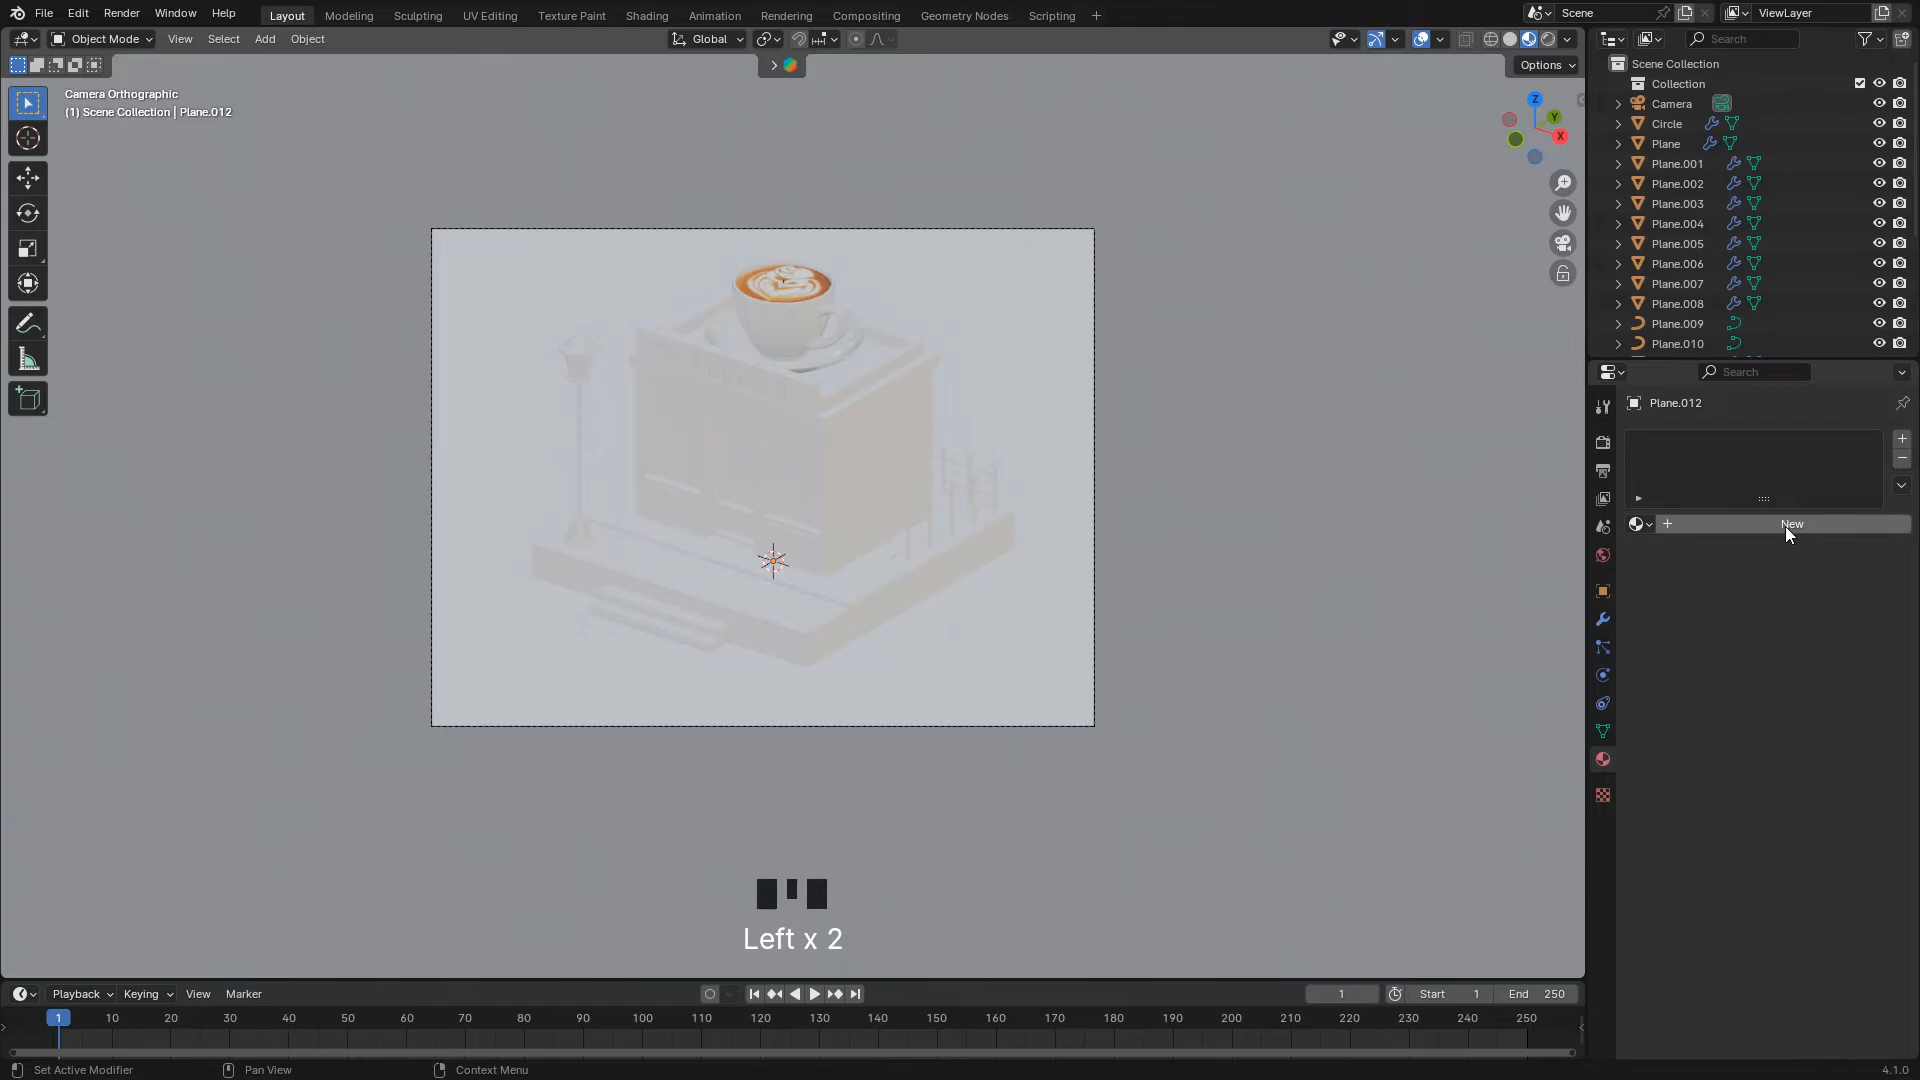 File Edit Render Window Help Layout Modeling Sculpting UV Editing Texture Paint Shading Animation Rendering Compositing Geometry Nodes Scripting + Scene ViewLayer
Object Mode View Select Add Object Global Search
Options
Camera Orthographic
(1) Scene Collection | Plane.012
Z
Y
X
Scene Collection
Collection
Camera
Circle
Plane
Plane.001
Plane.002
Plane.003
Plane.004
Plane.005
Plane.006
Plane.007
Plane.008
Plane.009
Plane.010
Search
Plane.012
+ New
Left x 2
Playback Keying View Marker 1 Start 1 End 250
1 10 20 30 40 50 60 70 80 90 100 110 120 130 140 150 160 170 180 190 200 210 220 230 240 250
Set Active Modifier Pan View Context Menu 4.1.0